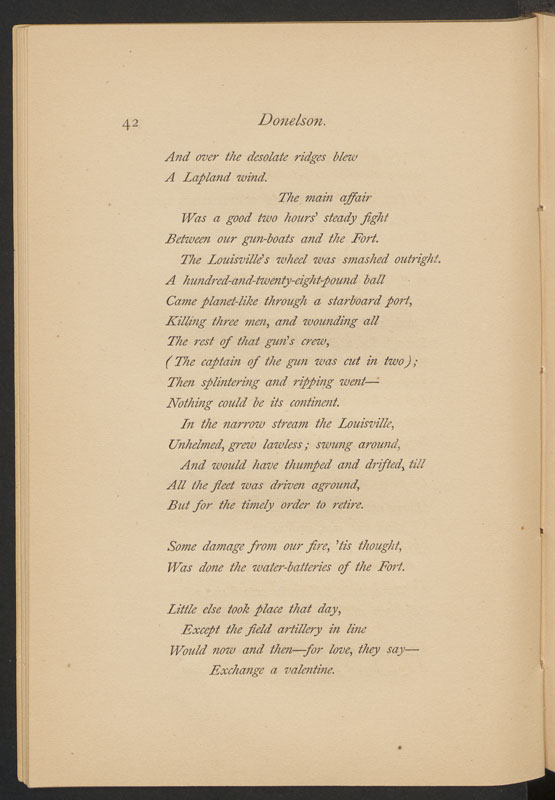 42 Donelson.
And over the desolate ridges blew
A Lapland wind.
The main affair
Was a good two hours' steady fight
Between our gun-boats and the Fort.
The Louisville's wheel was smashed outright.
A hundred-and-twenty-eight-pound ball
Came planet-like through a starboard port,
Killing three men, and wounding all
The rest of that gun's crew,
(The captain of the gun was cut in two);
Then splintering and ripping went—
Nothing could be its continent.
In the narrow stream the Louisville,
Unhelmed, grew lawless; swung around,
And would have thumped and drifted, till
All the fleet was driven aground,
But for the timely order to retire.

Some damage from our fire, 'tis thought,
Was done the water-batteries of the Fort.

Little else took place that day,
Except the field artillery in line
Would now and then—for love, they say—
Exchange a valentine.